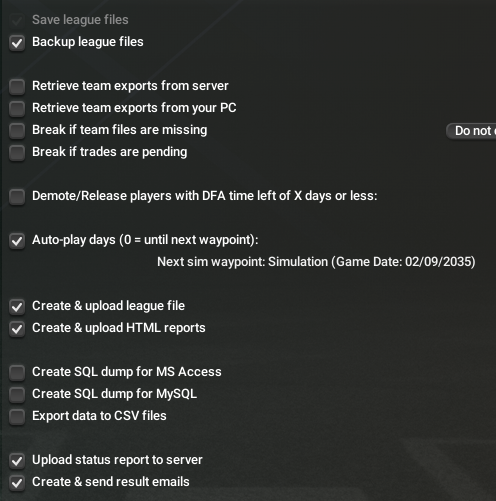 Save league files
Backup league files
Retrieve team exports from server
Retrieve team exports from your PC
Break if team files are missing
Do not
Break if trades are pending
Demote/Release players with DFA time left of X days or less:
Auto-play days (0 = until next waypoint):
Next sim waypoint: Simulation (Game Date: 02/09/2035)
Create & upload league file
Create & upload HTML reports
Create SQL dump for MS Access
Create SQL dump for MySQL
Export data to CSV files
Upload status report to server
Create & send result emails